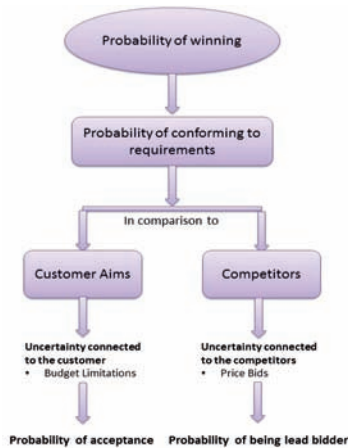 Probability of winning
Probability of conforming to
requirements
In comparison to
Customer Aims
Competitors
Uncertainty connected
to the customer
• Budget Limitations
Uncertainty connected
to the competitors
• Price Bids
Probability of acceptance
Probability of being lead bidder